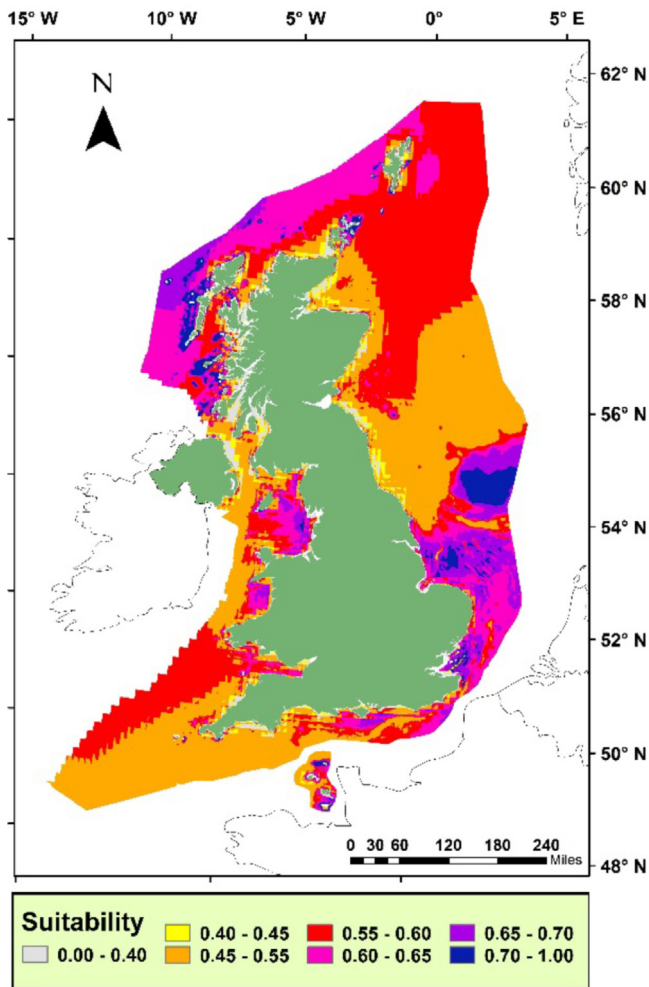 15° W 10° W 5° W 0° 5° E
N
62° N
60° N
58° N
56° N
54° N
52° N
50° N
48° N
0 30 60 120 180 240
Miles
Suitability
0.00 - 0.40
0.40 - 0.45
0.45 - 0.55
0.55 - 0.60
0.60 - 0.65
0.65 - 0.70
0.70 - 1.00